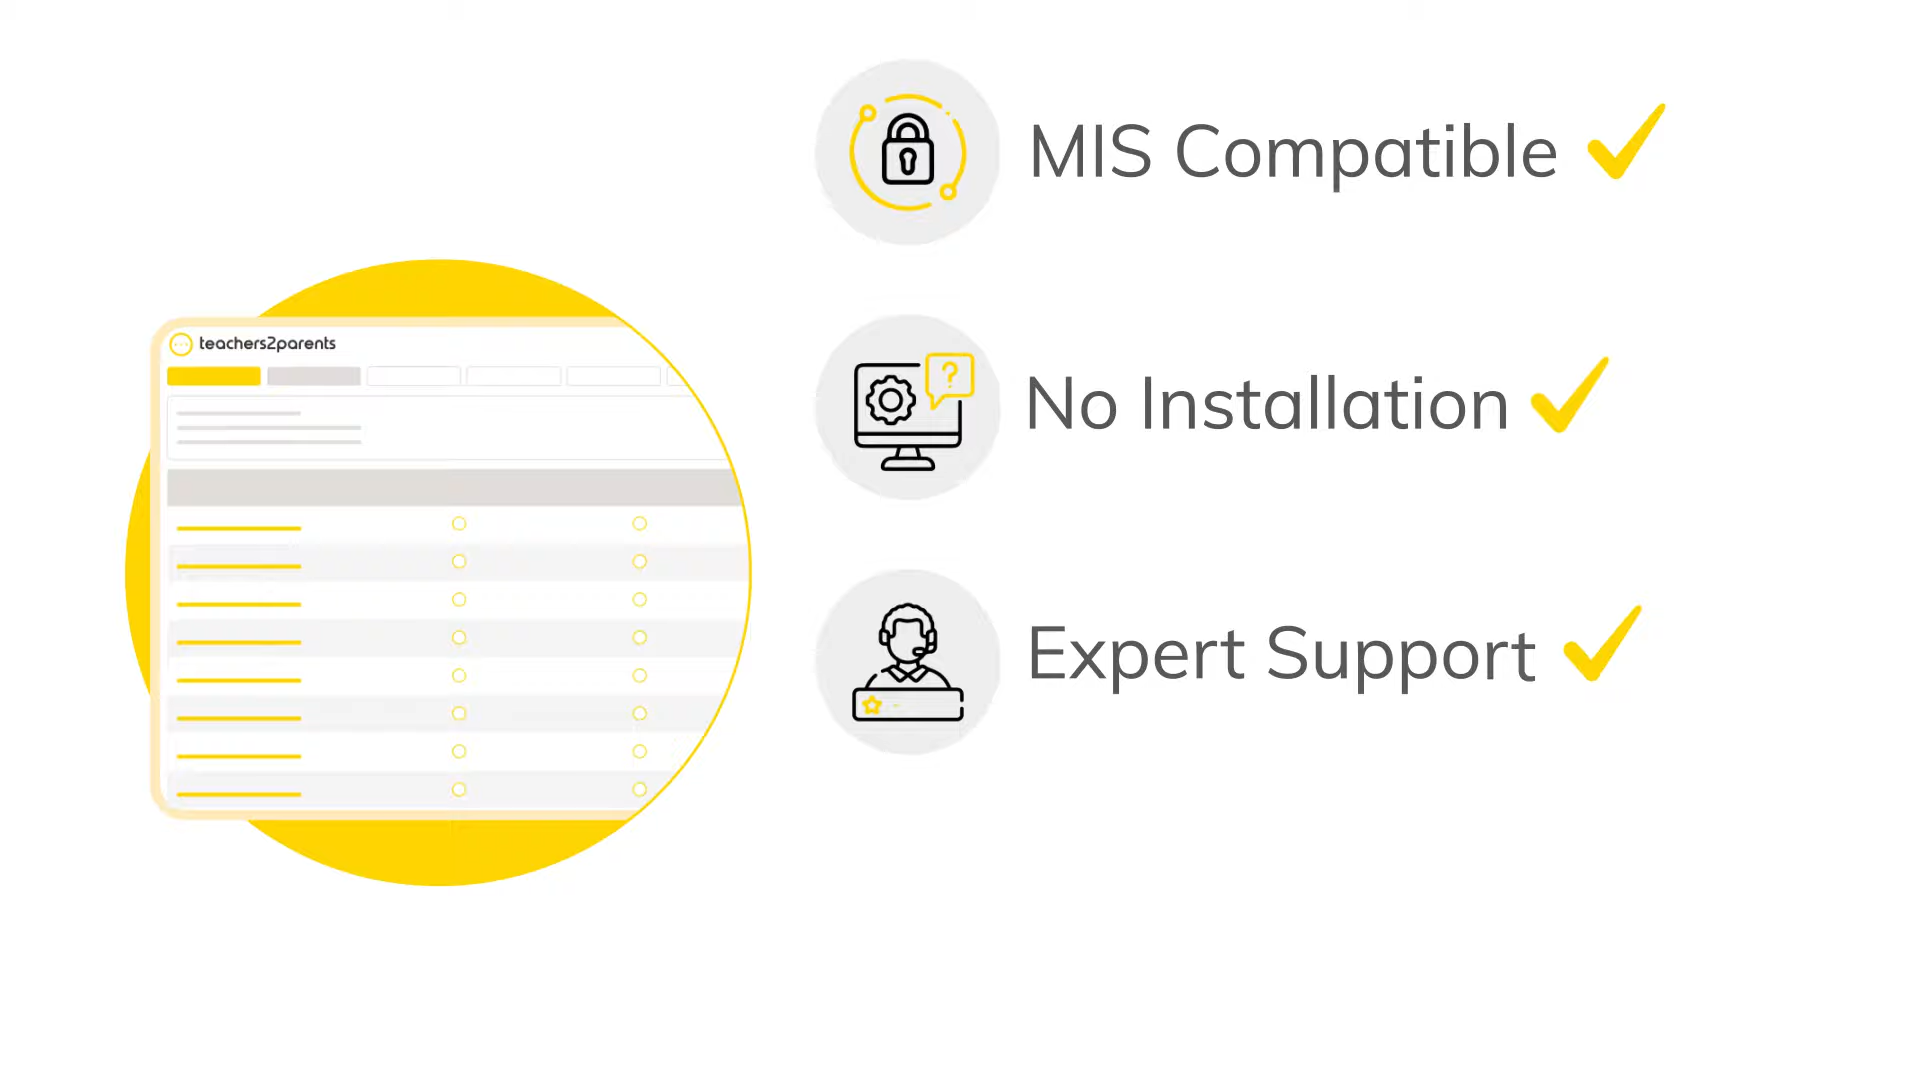 MIS Compatible
teachers2parents
?
No Installation
Expert Support